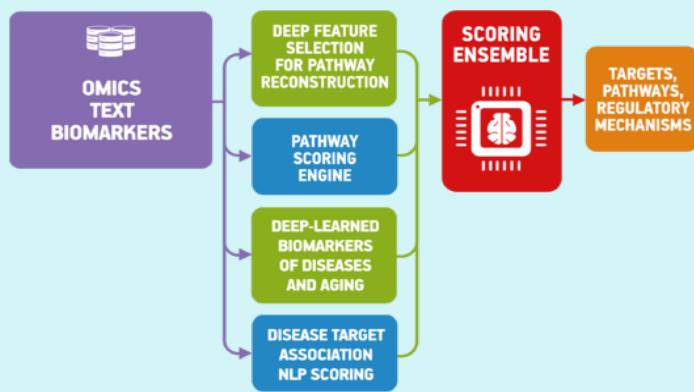 OMICS
TEXT
BIOMARKERS
DEEP FEATURE
SELECTION
FOR PATHWAY
RECONSTRUCTION
PATHWAY
SCORING
ENGINE
DEEP-LEARNED
BIOMARKERS
OF DISEASES
AND AGING
DISEASE TARGET
ASSOCIATION
NLP SCORING
SCORING
ENSEMBLE
TARGETS,
PATHWAYS,
REGULATORY
MECHANISMS